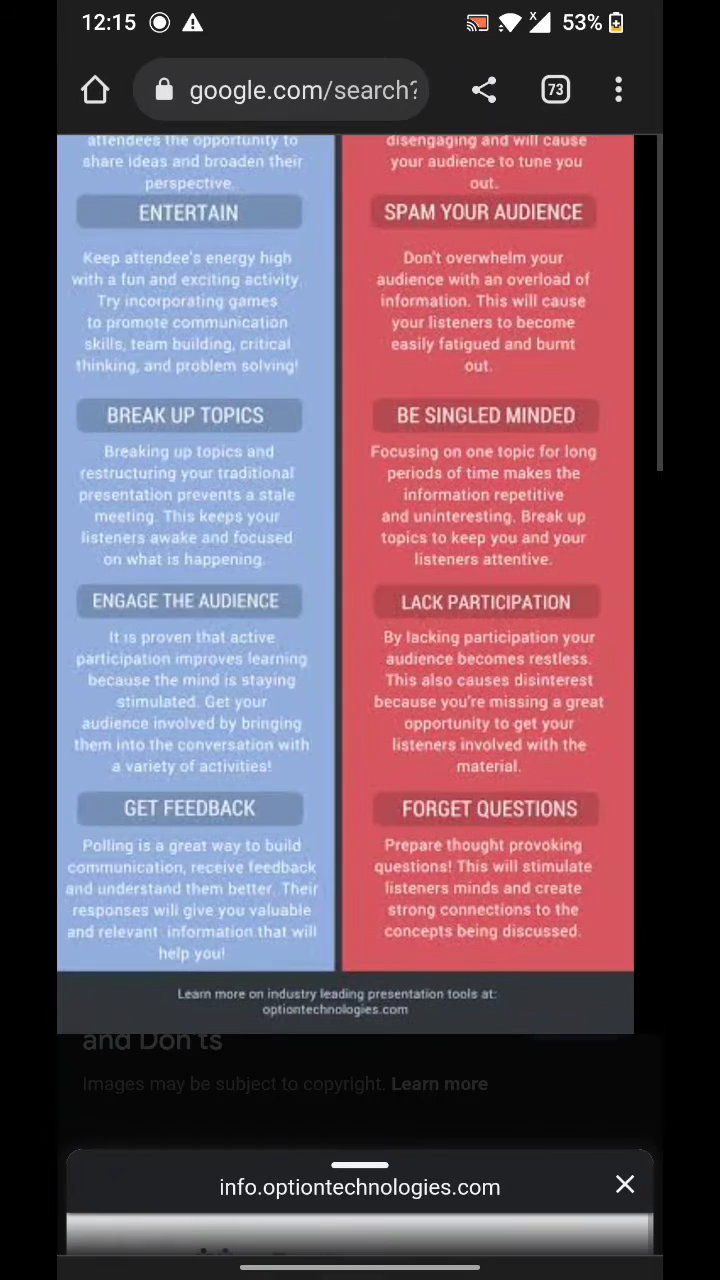 12:15
x
53%
google.com/search?
73
attendees the opportunity to
share ideas and broaden their
perspective.
ENTERTAIN
Keep attendee's energy high
with a fun and exciting activity.
Try incorporating games
to promote communication
skills, team building, critical
thinking, and problem solving!
BREAK UP TOPICS
Breaking up topics and
restructuring your traditional
presentation prevents a stale
meeting. This keeps your
listeners awake and focused
on what is happening.
ENGAGE THE AUDIENCE
It is proven that active
participation improves learning
because the mind is staying
stimulated. Get your
audience involved by bringing
them into the conversation with
a variety of activities!
GET FEEDBACK
Polling is a great way to build
communication, receive feedback
and understand them better. Their
responses will give you valuable
and relevant information that will
help you!
disengaging and will cause
your audience to tune you
out.
SPAM YOUR AUDIENCE
Don't overwhelm your
audience with an overload of
information. This will cause
your listeners to become
easily fatigued and burnt
out.
BE SINGLED MINDED
Focusing on one topic for long
periods of time makes the
information repetitive
and uninteresting. Break up
topics to keep you and your
listeners attentive.
LACK PARTICIPATION
By lacking participation your
audience becomes restless.
This also causes disinterest
because you're missing a great
opportunity to get your
listeners involved with the
material.
FORGET QUESTIONS
Prepare thought provoking
questions! This will stimulate
listeners minds and create
strong connections to the
concepts being discussed.
Learn more on industry leading presentation tools at:
optiontechnologies.com
and Don'ts
Images may be subject to copyright. Learn more
info.optiontechnologies.com